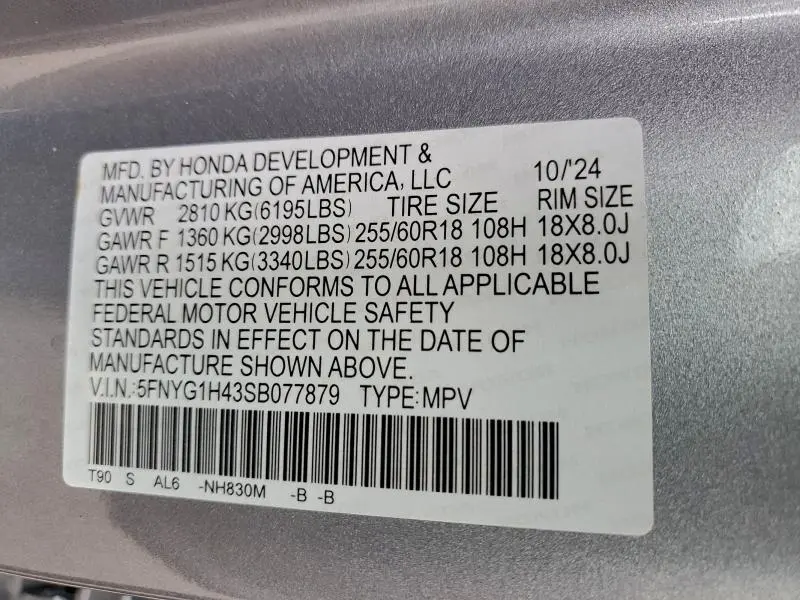 MFD. BY HONDA DEVELOPMENT &
MANUFACTURING OF AMERICA, LLC 10/'24
GVWR 2810 KG(6195LBS) TIRE SIZE RIM SIZE
GAWR F 1360 KG(2998LBS) 255/60R18 108H 18X8.0J
GAWR R 1515 KG(3340LBS) 255/60R18 108H 18X8.0J
THIS VEHICLE CONFORMS TO ALL APPLICABLE
FEDERAL MOTOR VEHICLE SAFETY
STANDARDS IN EFFECT ON THE DATE OF
MANUFACTURE SHOWN ABOVE.
V.I.N.:5FNYG1H43SB077879 TYPE:MPV
T90 S AL6 -NH830M -B -B